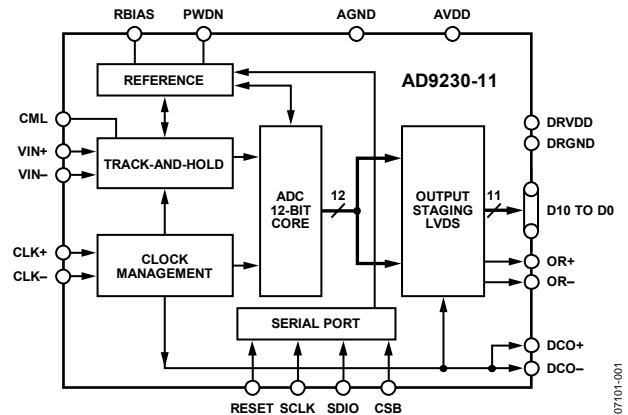 RBIAS PWDN AGND AVDD
REFERENCE
AD9230-11
CML
VIN+
VIN–
TRACK-AND-HOLD
CLK+
CLK–
CLOCK
MANAGEMENT
ADC
12-BIT
CORE
12
OUTPUT
STAGING
LVDS
11
DRVDD
DRGND
D10 TO D0
OR+
OR–
SERIAL PORT
DCO+
DCO–
RESET SCLK SDIO CSB
07101-001